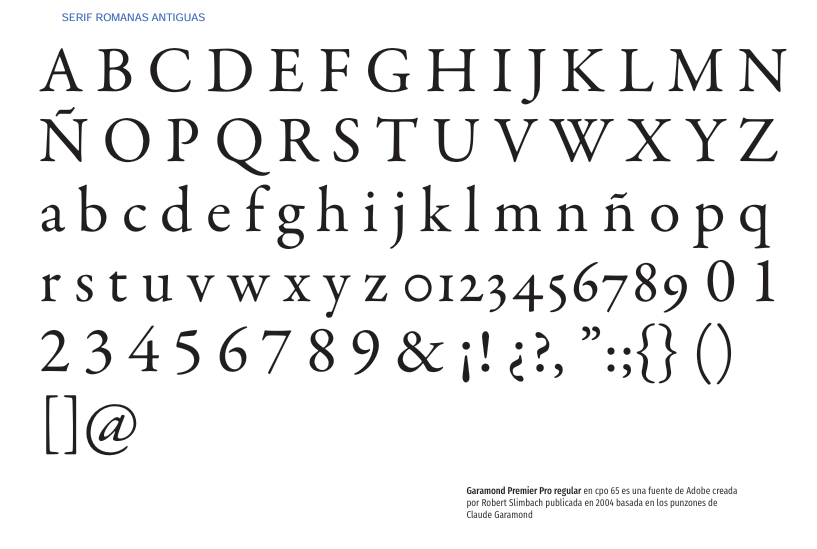 SERIF ROMANAS ANTIGUAS
A B C D E F G H I J K L M N
Ñ O P Q R S T U V W X Y Z
a b c d e f g h i j k l m n ñ o p q
r s t u v w x y z 0123456789 0 1
2 3 4 5 6 7 8 9 & ¡! ¿?, ”:;{} ()
[]@
Garamond Premier Pro regular en cpo 65 es una fuente de Adobe creada
por Robert Slimbach publicada en 2004 basada en los punzones de
Claude Garamond